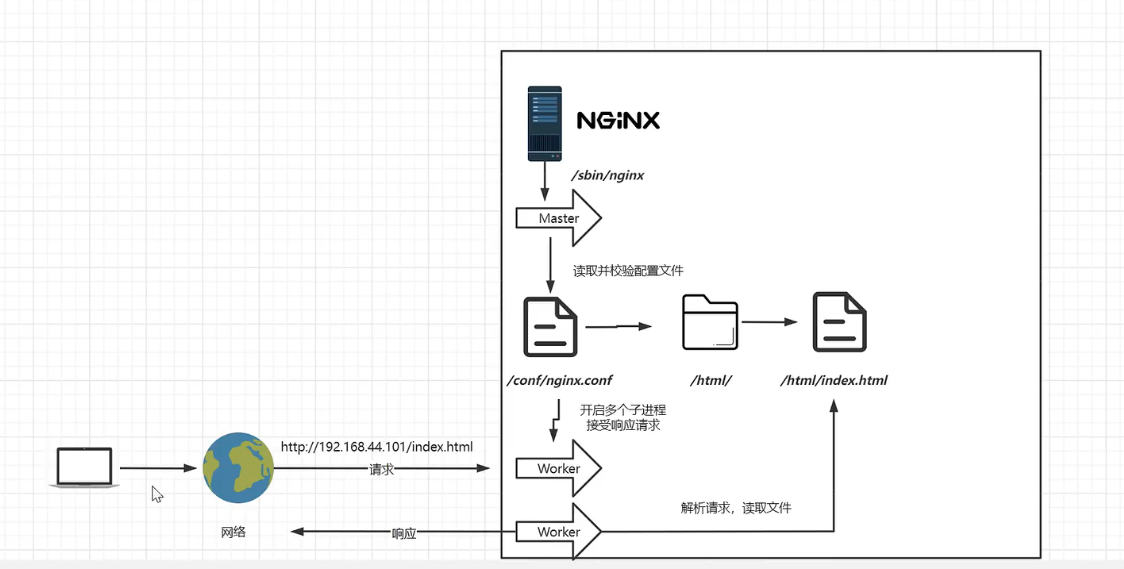 NGINX
/sbin/nginx
Master
读取并校验配置文件
/conf/nginx.conf
/html/
/html/index.html
开启多个子进程
接受响应请求
http://192.168.44.101/index.html
请求
Worker
解析请求，读取文件
网络
响应
Worker